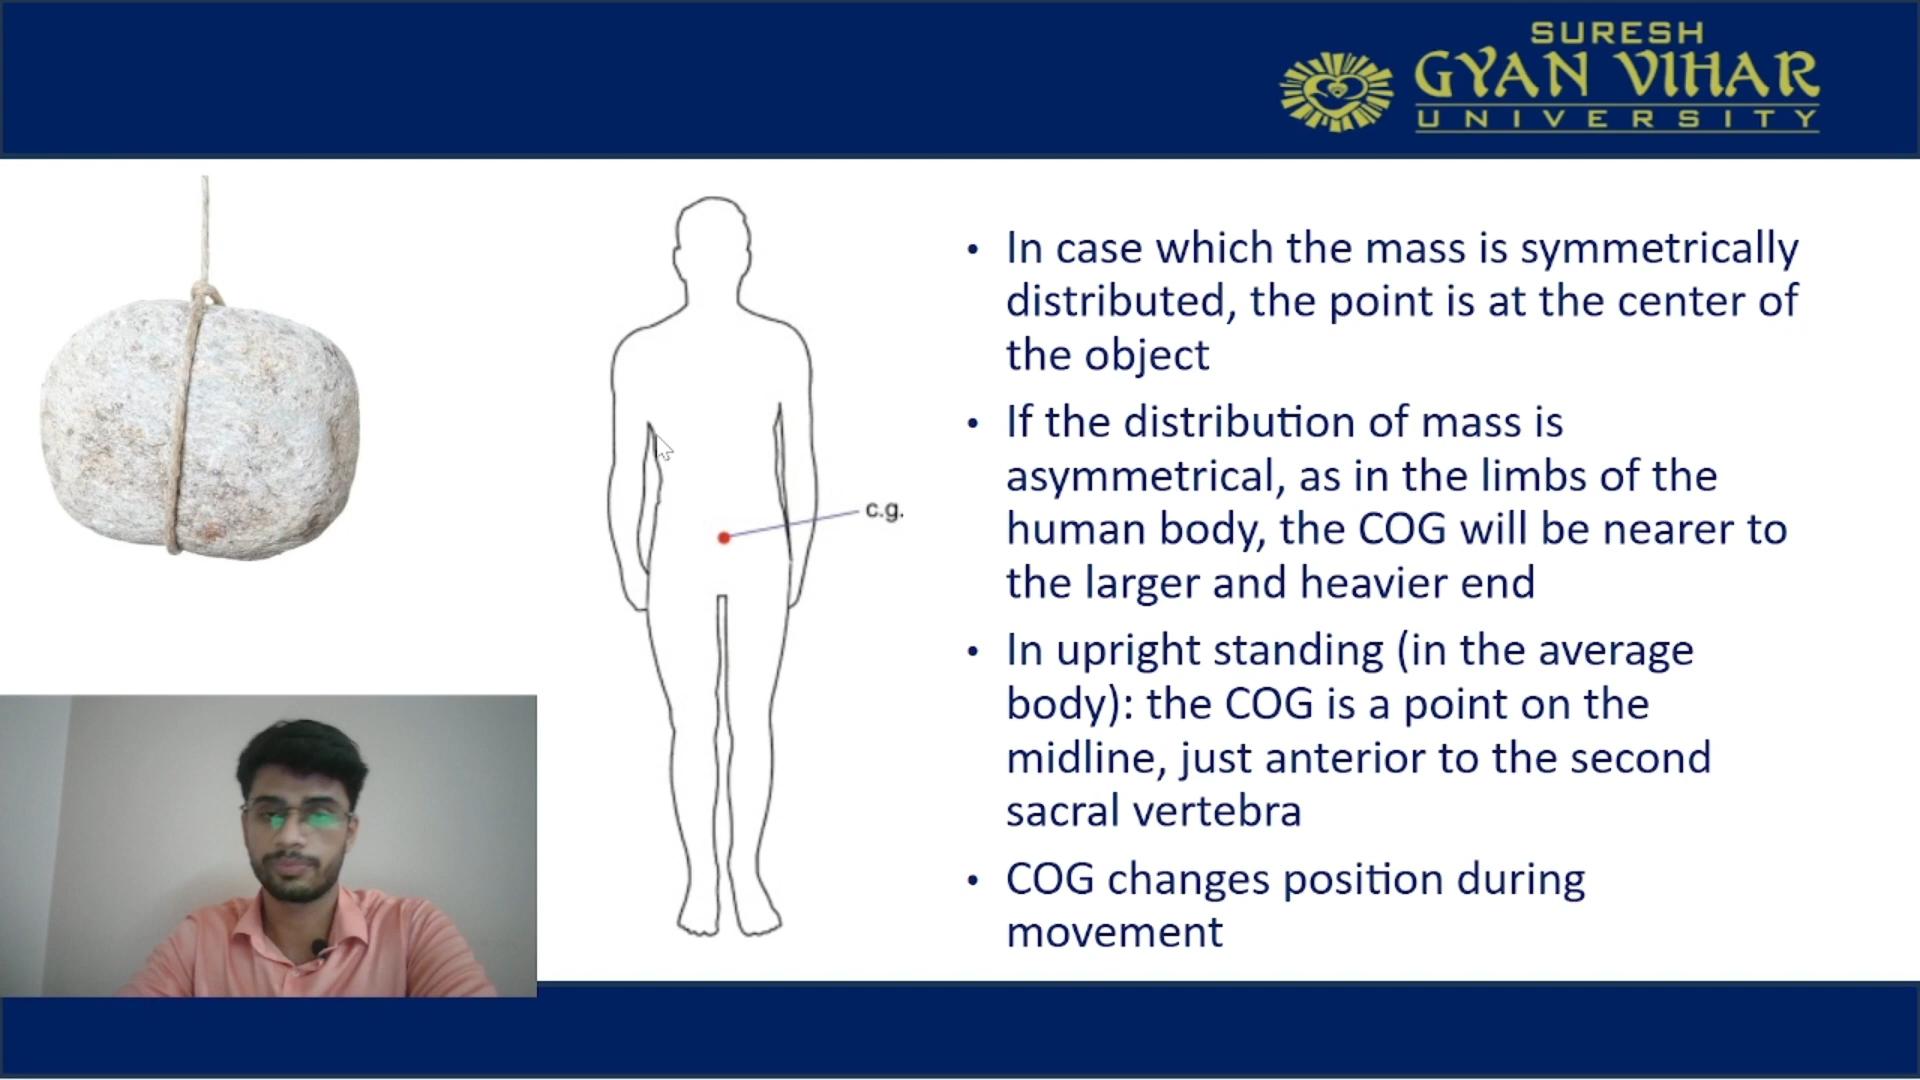 SURESH
GYAN VIHAR
UNIVERSITY
c.g.
• In case which the mass is symmetrically
distributed, the point is at the center of
the object
• If the distribution of mass is
asymmetrical, as in the limbs of the
human body, the COG will be nearer to
the larger and heavier end
• In upright standing (in the average
body): the COG is a point on the
midline, just anterior to the second
sacral vertebra
• COG changes position during
movement